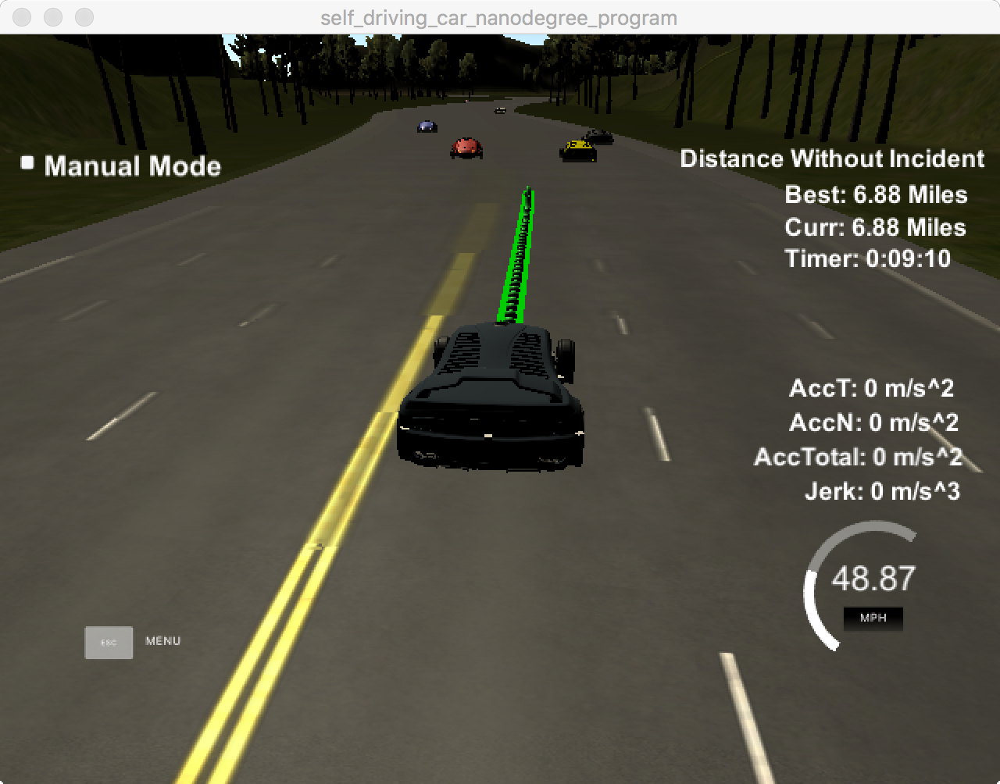 self_driving_car_nanodegree_program
Manual Mode
Distance Without Incident
Best: 6.88 Miles
Curr: 6.88 Miles
Timer: 0:09:10
AccT: 0 m/s^2
AccN: 0 m/s^2
AccTotal: 0 m/s^2
Jerk: 0 m/s^3
48.87
MPH
ESC MENU